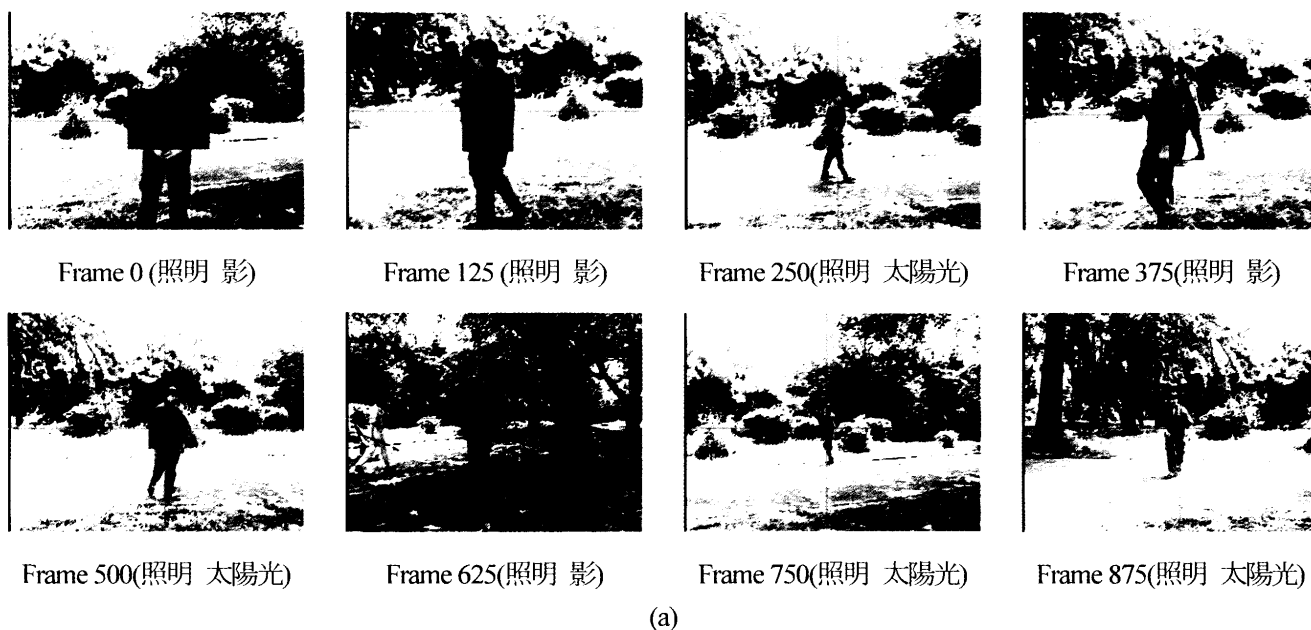 Frame 0 (照明 影)
Frame 125 (照明 影)
Frame 250(照明 太陽光)
Frame 375(照明 影)
Frame 500(照明 太陽光)
Frame 625(照明 影)
Frame 750(照明 太陽光)
Frame 875(照明 太陽光)
(a)